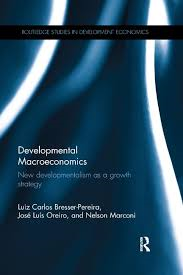 ROUTLEDGE STUDIES IN DEVELOPMENT ECONOMICS
Developmental
Macroeconomics
New developmentalism as a growth
strategy
Luiz Carlos Bresser-Pereira,
José Luís Oreiro, and Nelson Marconi